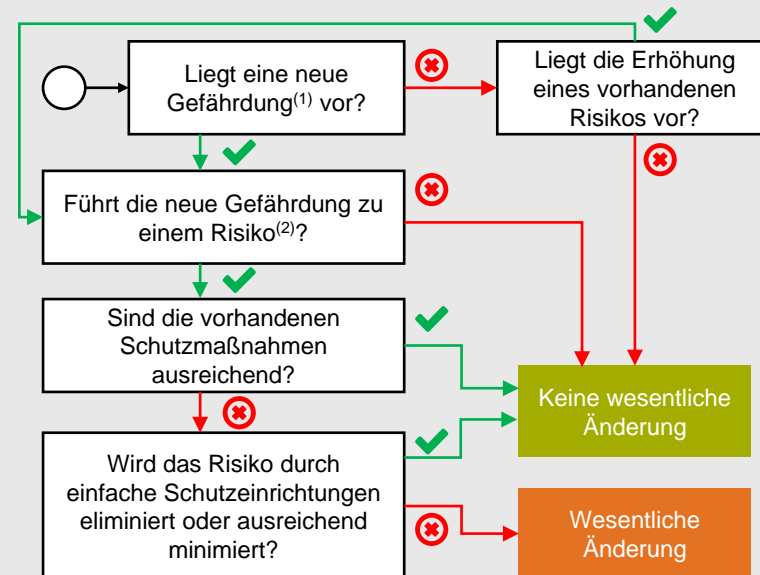 Liegt eine neue
Gefährdung(1) vor?
Liegt die Erhöhung
eines vorhandenen
Risikos vor?
Führt die neue Gefährdung zu
einem Risiko(2)?
Sind die vorhandenen
Schutzmaßnahmen
ausreichend?
Keine wesentliche
Änderung
Wird das Risiko durch
einfache Schutzeinrichtungen
eliminiert oder ausreichend
minimiert?
Wesentliche
Änderung